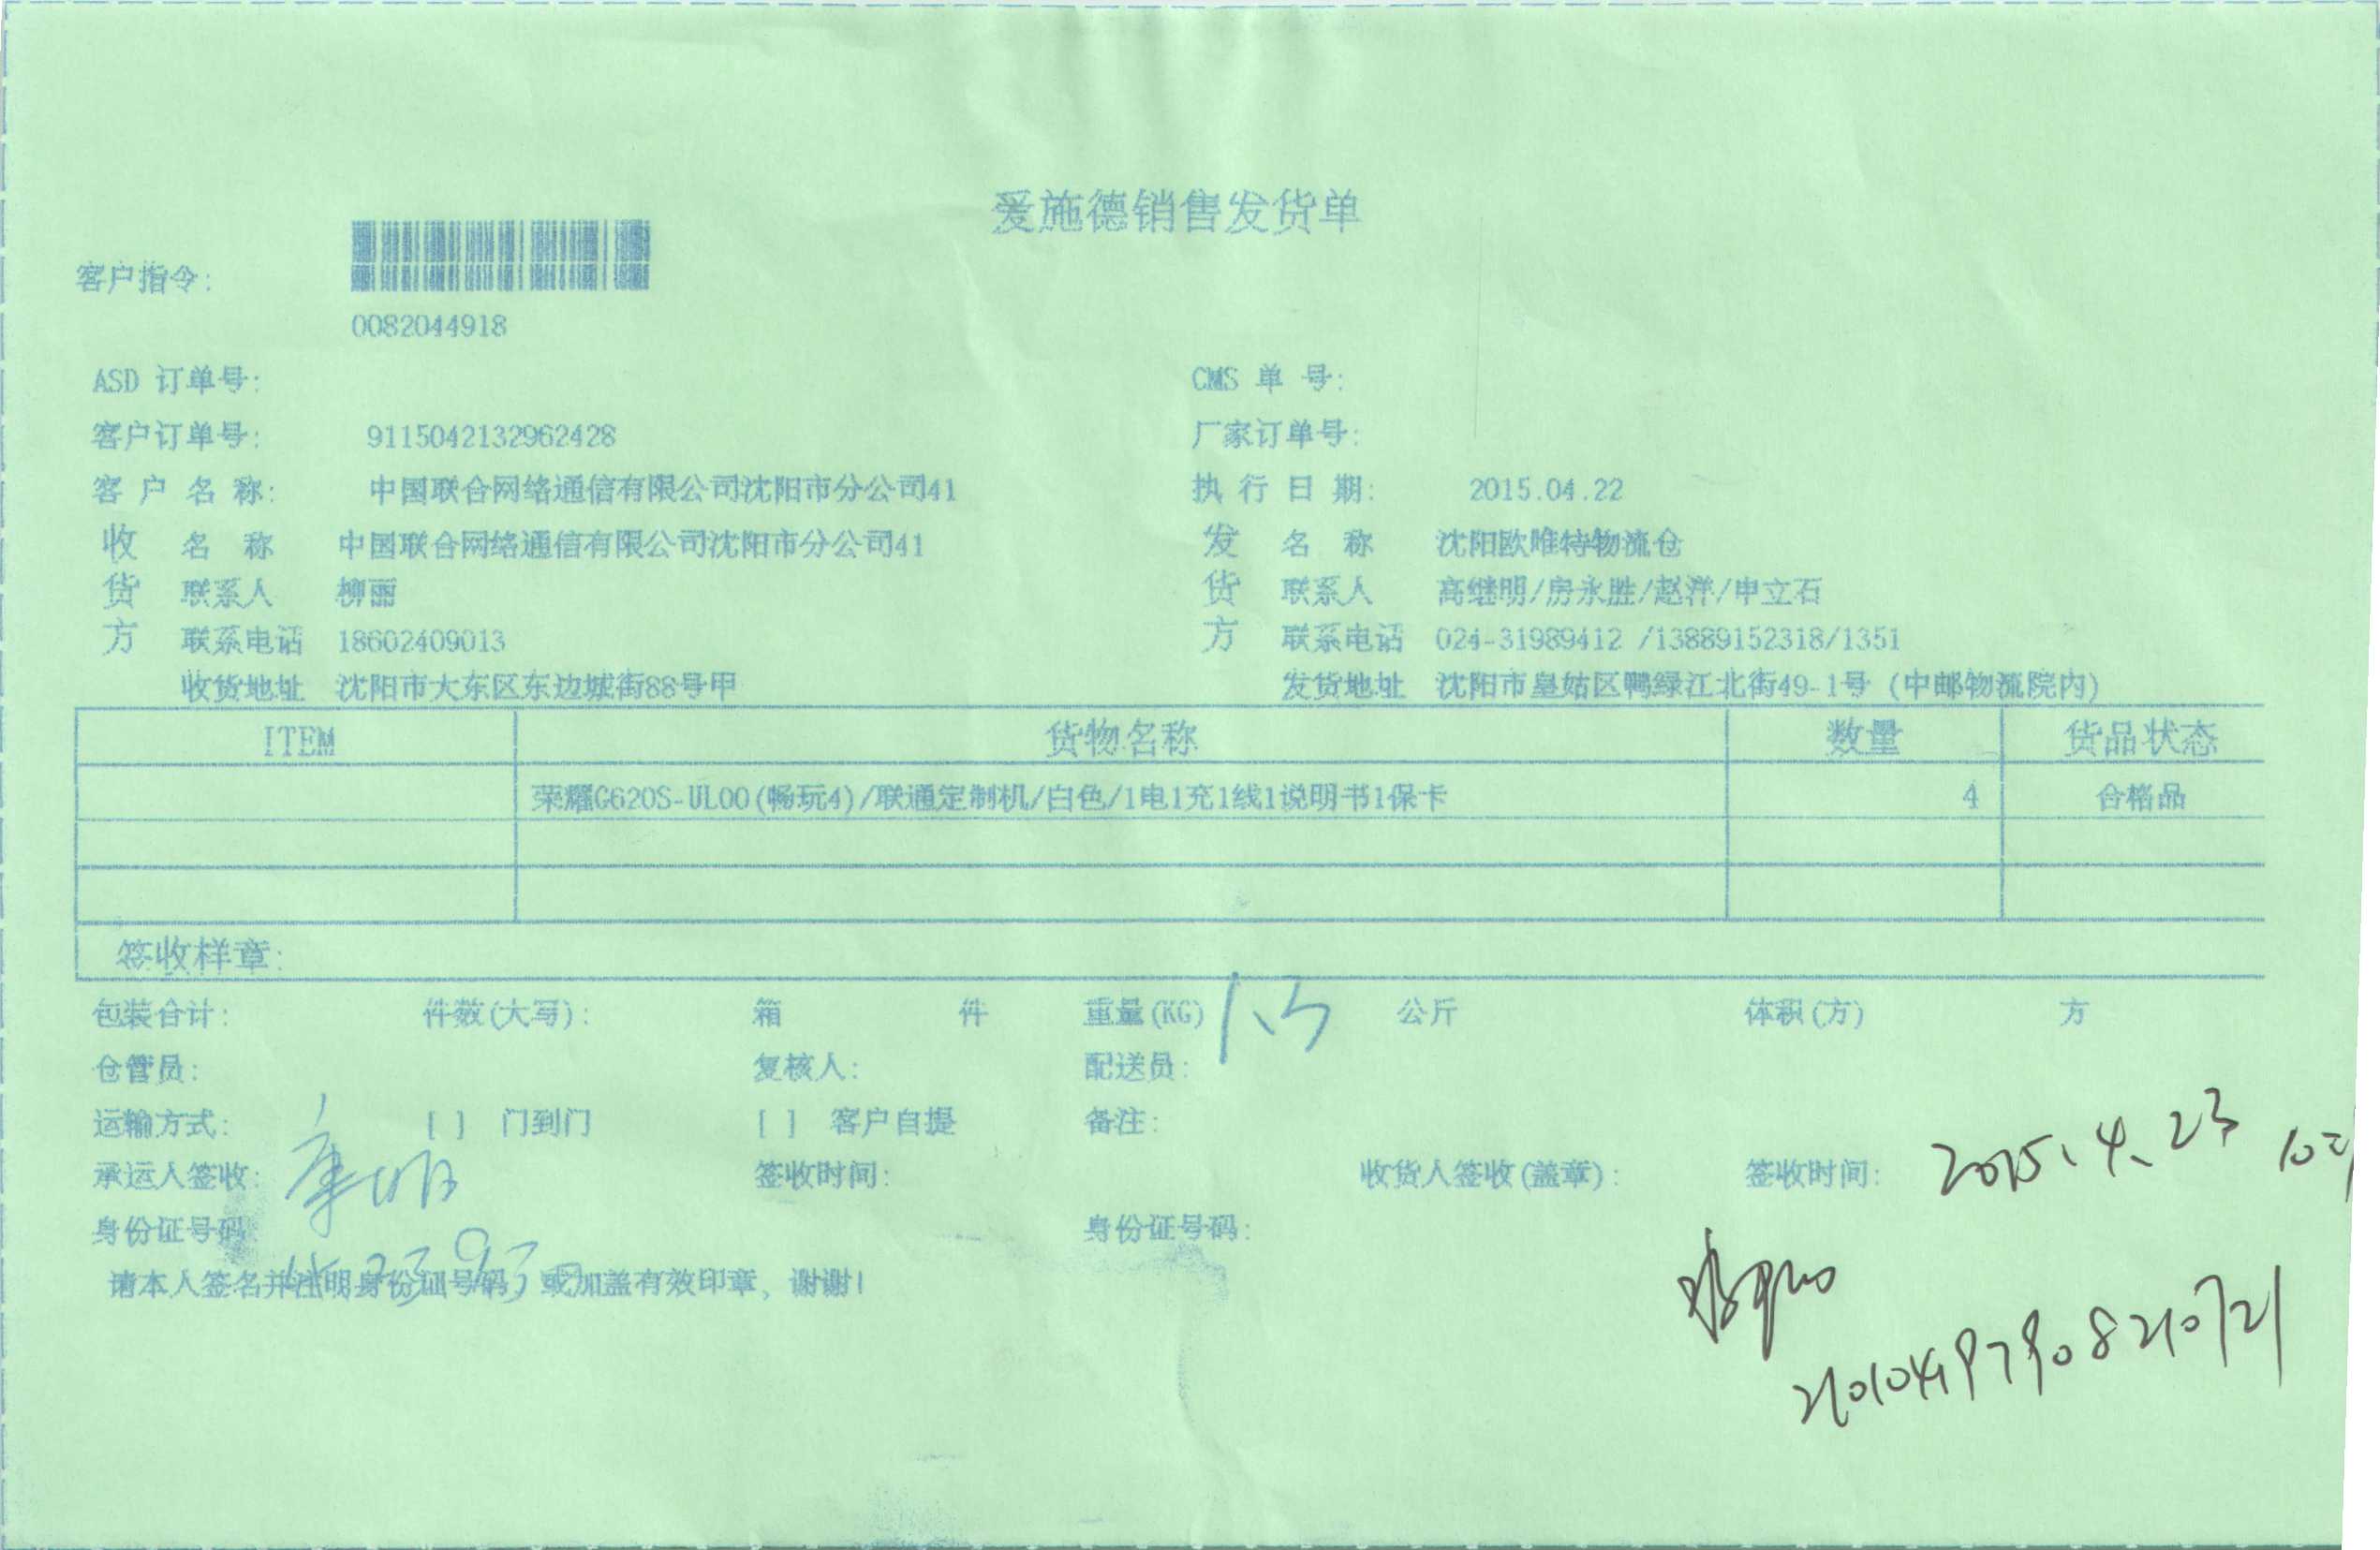 爱施德销售发货单
客户指令:
0082044918
ASD 订单号: CMS 单 号:
客户订单号: 9115042132962428 厂家订单号:
客 户 名 称: 中国联合网络通信有限公司沈阳市分公司41 执 行 日 期: 2015.04.22
收 名 称 中国联合网络通信有限公司沈阳市分公司41 发 名 称 沈阳欧唯特物流仓
货 联系人 柳丽 货 联系人 高继明/房永胜/赵洋/申立石
方 联系电话 18602409013 方 联系电话 024-31989412 /13889152318/1351
收货地址 沈阳市大东区东边城街88号甲 发货地址 沈阳市皇姑区鸭绿江北街49-1号 (中邮物流院内)
ITEM 货物名称 数量 货品状态
荣耀G620S-UL00(畅玩4)/联通定制机/白色/1电1充1线1说明书1保卡 4 合格品
签收样章:
包装合计: 件数(大写): 箱 件 重量(KG) 1.5 公斤 体积(方) 方
仓管员: 复核人: 配送员:
运输方式: [ ] 门到门 [ ] 客户自提 备注:
承运人签收: 签收时间: 收货人签收(盖章): 签收时间: 2015.4.23
身份证号码 身份证号码:
请本人签名并注明身份证号码, 或加盖有效印章、谢谢!
210104197908210721